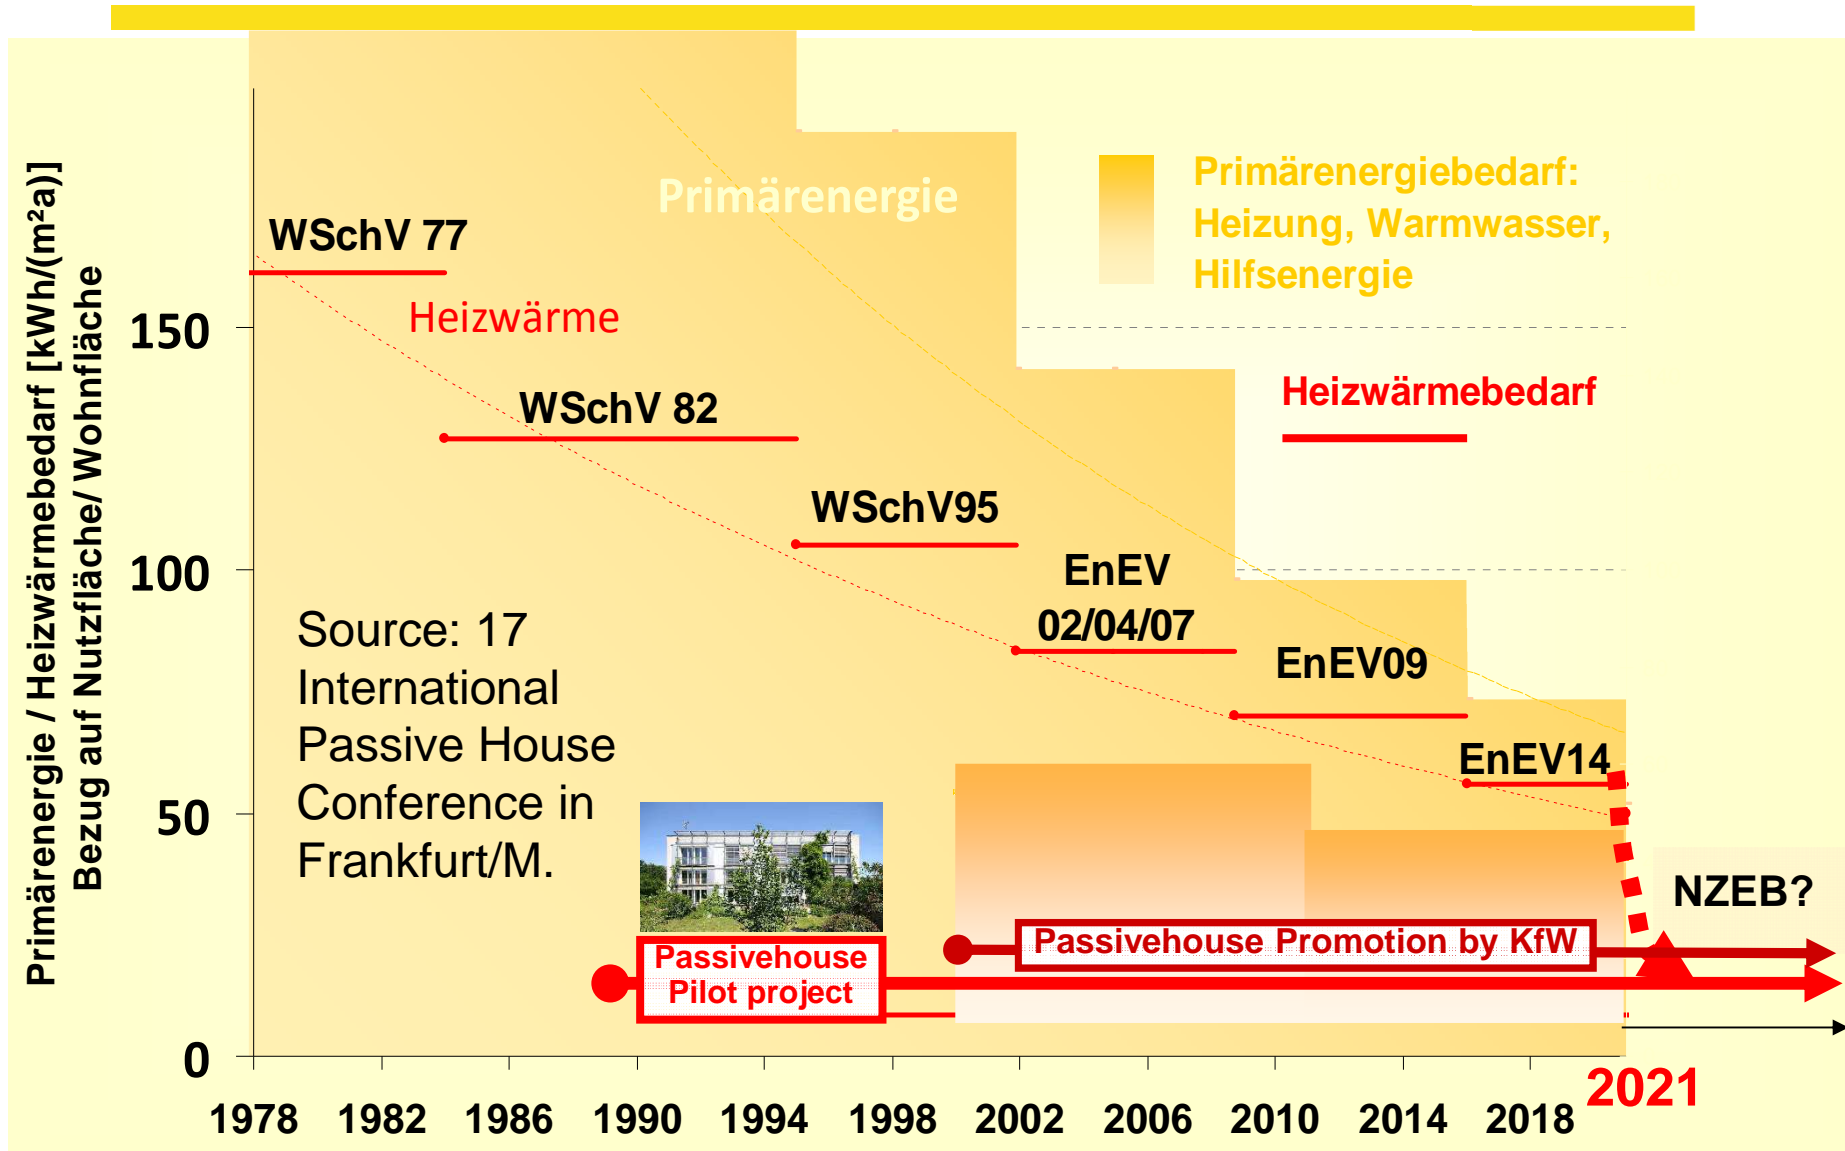 Primärenergie / Heizwärmebedarf [kWh/(m²a)]
Bezug auf Nutzfläche/ Wohnfläche
150
100
50
0
WSchV 77
Heizwärme
WSchV 82
Primärenergie
WSchV95
EnEV
02/04/07
EnEV09
EnEV14
Primärenergiebedarf:
Heizung, Warmwasser,
Hilfsenergie
Heizwärmebedarf
Source: 17
International
Passive House
Conference in
Frankfurt/M.
NZEB?
Passivehouse Promotion by KfW
Passivehouse
Pilot project
1978 1982 1986 1990 1994 1998 2002 2006 2010 2014 2018 2021